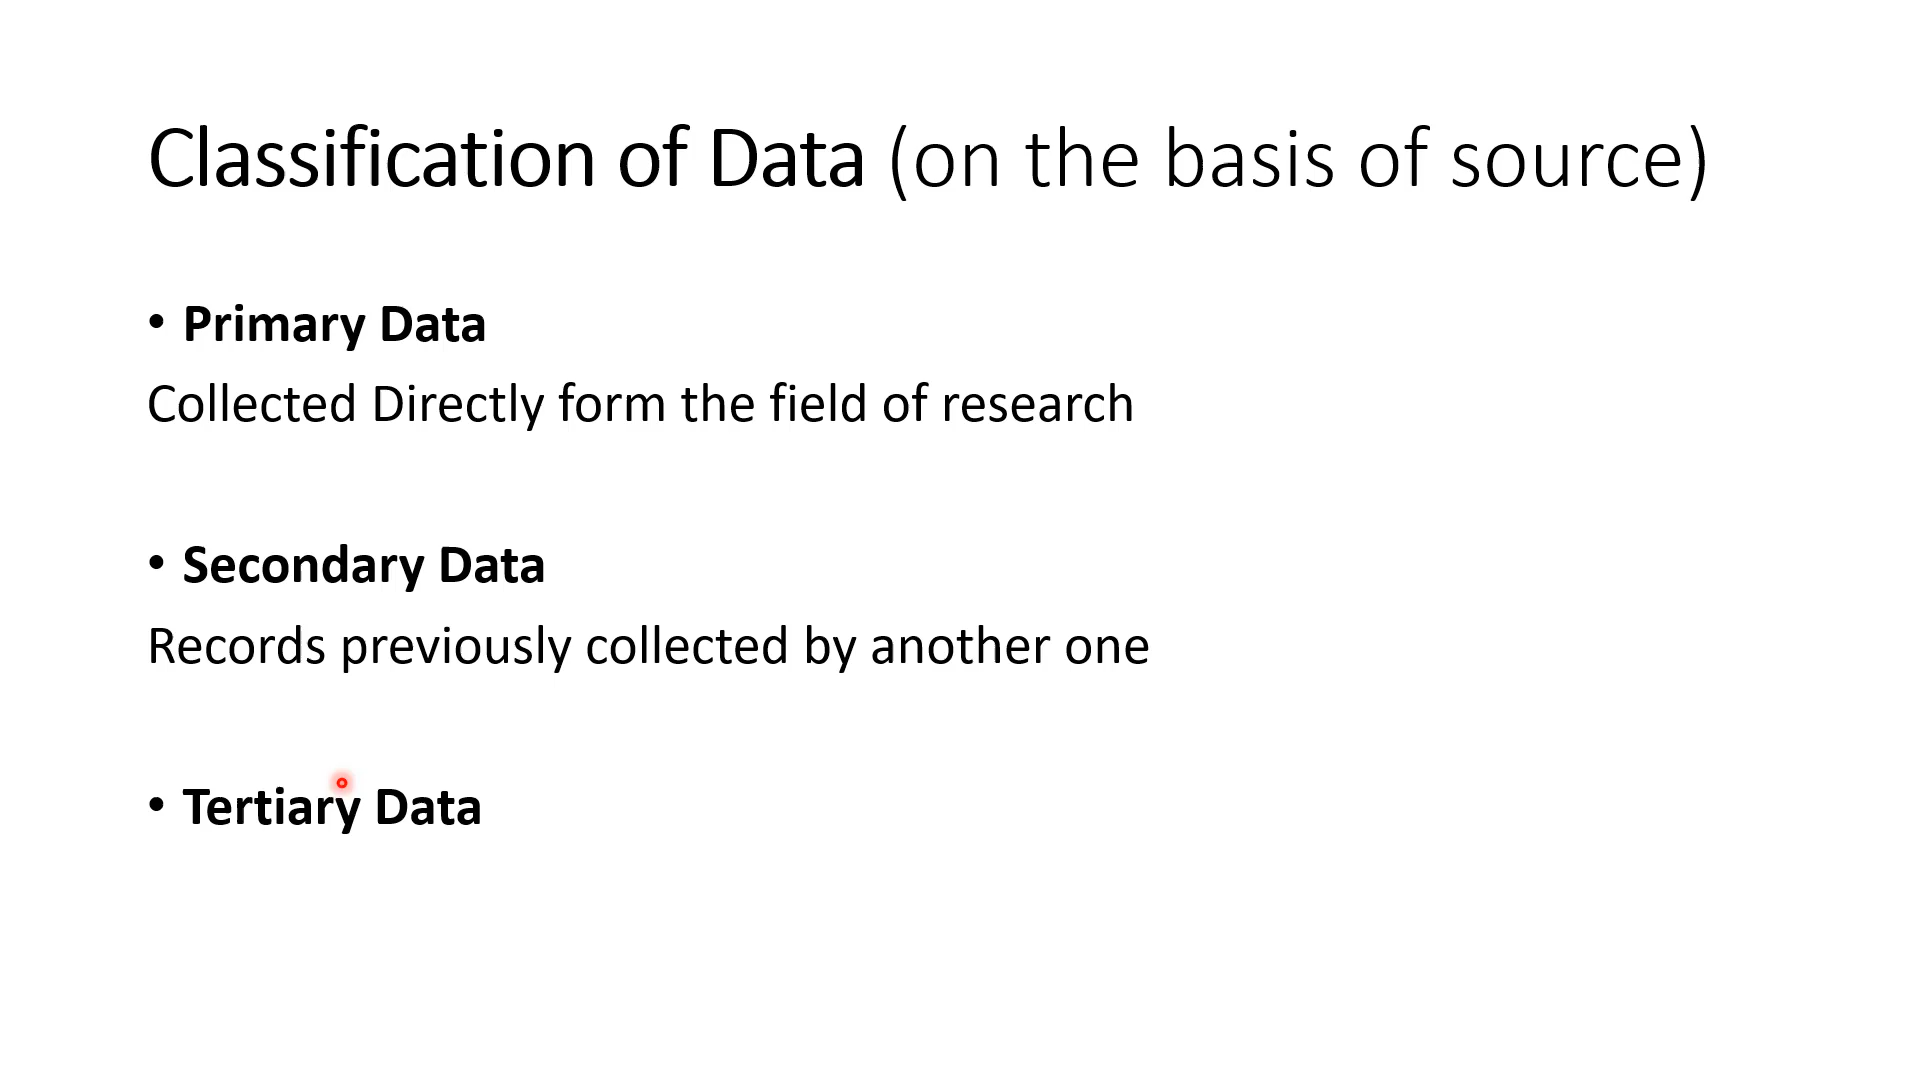 Classification of Data (on the basis of source)
• Primary Data
Collected Directly form the field of research
• Secondary Data
Records previously collected by another one
• Tertiary Data